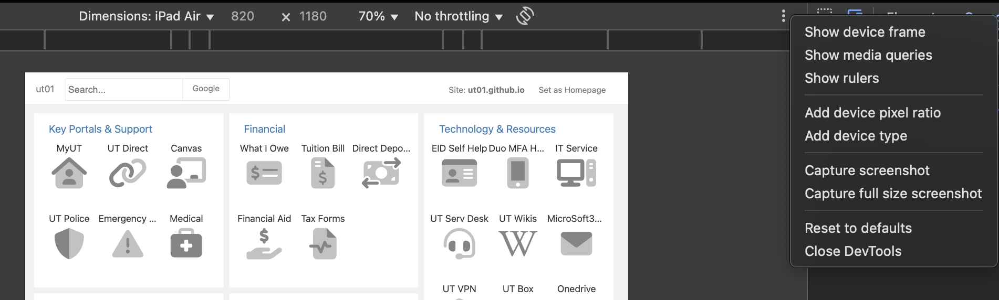 Dimensions: iPad Air ▼ 820 × 1180 70% ▼ No throttling ▼
Show device frame
Show media queries
Show rulers
Add device pixel ratio
Add device type
Capture screenshot
Capture full size screenshot
Reset to defaults
Close DevTools
ut01 Search... Google Site: ut01.github.io Set as Homepage
Key Portals & Support
MyUT UT Direct Canvas
UT Police Emergency ... Medical
Financial
What I Owe Tuition Bill Direct Depo...
Financial Aid Tax Forms
Technology & Resources
EID Self Help Duo MFA H... IT Service
UT Serv Desk UT Wikis MicroSoft3...
UT VPN UT Box Onedrive